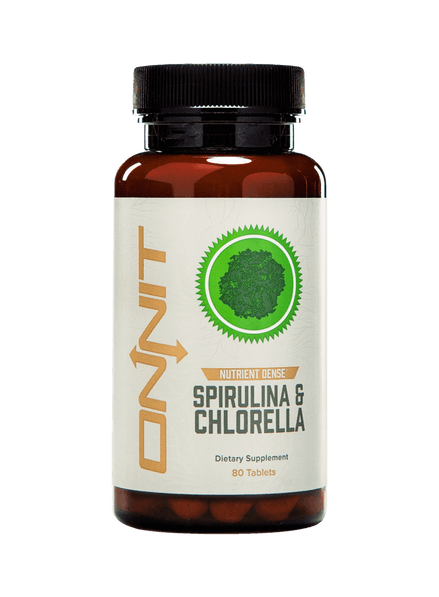 ONNIT
NUTRIENT DENSE
SPIRULINA &
CHLORELLA
Dietary Supplement
80 Tablets